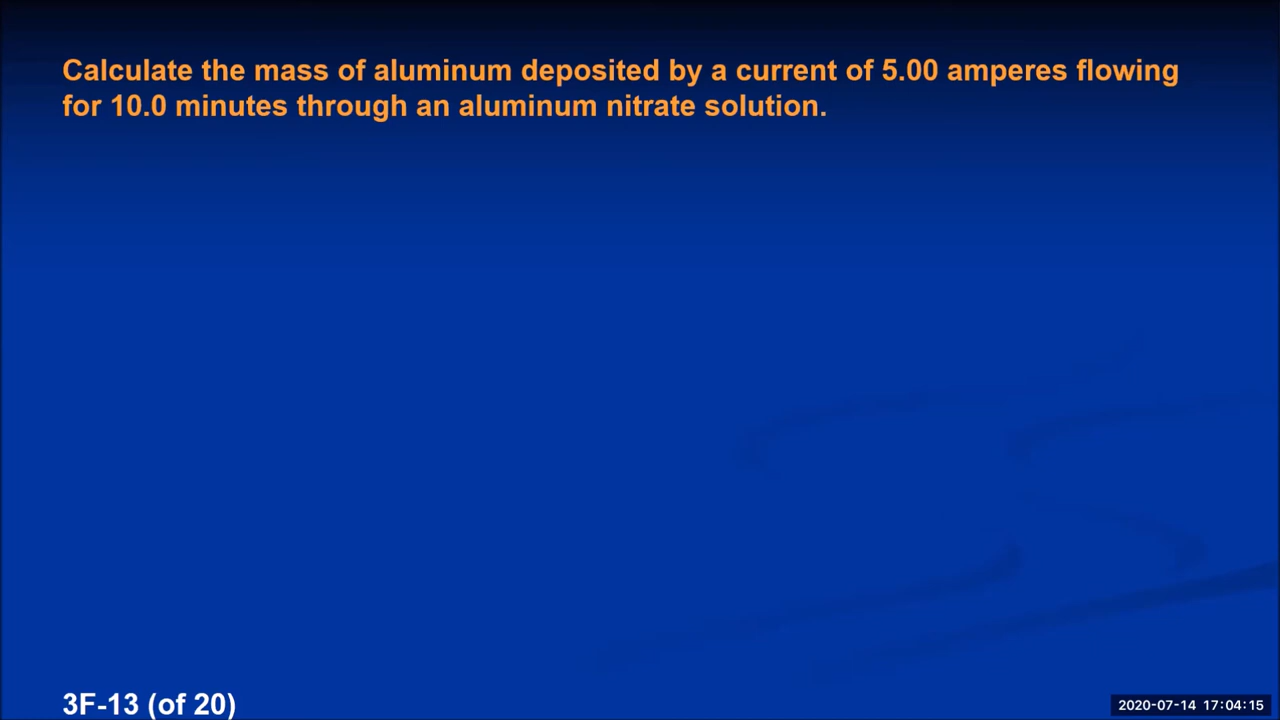 Calculate the mass of aluminum deposited by a current of 5.00 amperes flowing
for 10.0 minutes through an aluminum nitrate solution.
3F-13 (of 20)
2020-07-14 17:04:15